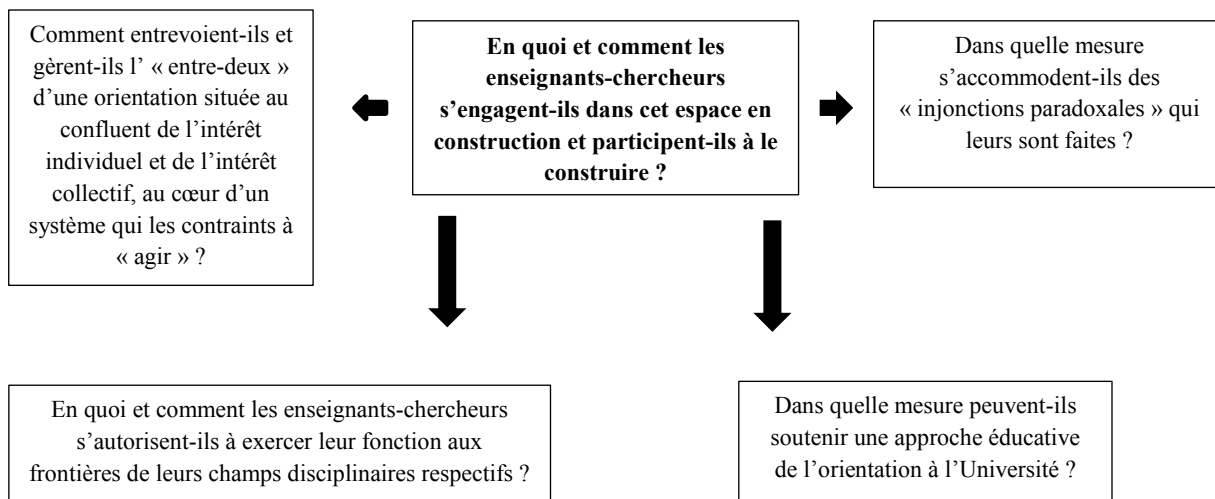 Comment entrevoient-ils et
gèrent-ils l’ « entre-deux »
d’une orientation située au
confluent de l’intérêt
individuel et de l’intérêt
collectif, au cœur d’un
système qui les contraints à
« agir » ?
En quoi et comment les
enseignants-chercheurs
s’engagent-ils dans cet espace en
construction et participent-ils à le
construire ?
Dans quelle mesure
s’accommodent-ils des
« injonctions paradoxales » qui
leurs sont faites ?
En quoi et comment les enseignants-chercheurs
s’autorisent-ils à exercer leur fonction aux
frontières de leurs champs disciplinaires respectifs ?
Dans quelle mesure peuvent-ils
soutenir une approche éducative
de l’orientation à l’Université ?